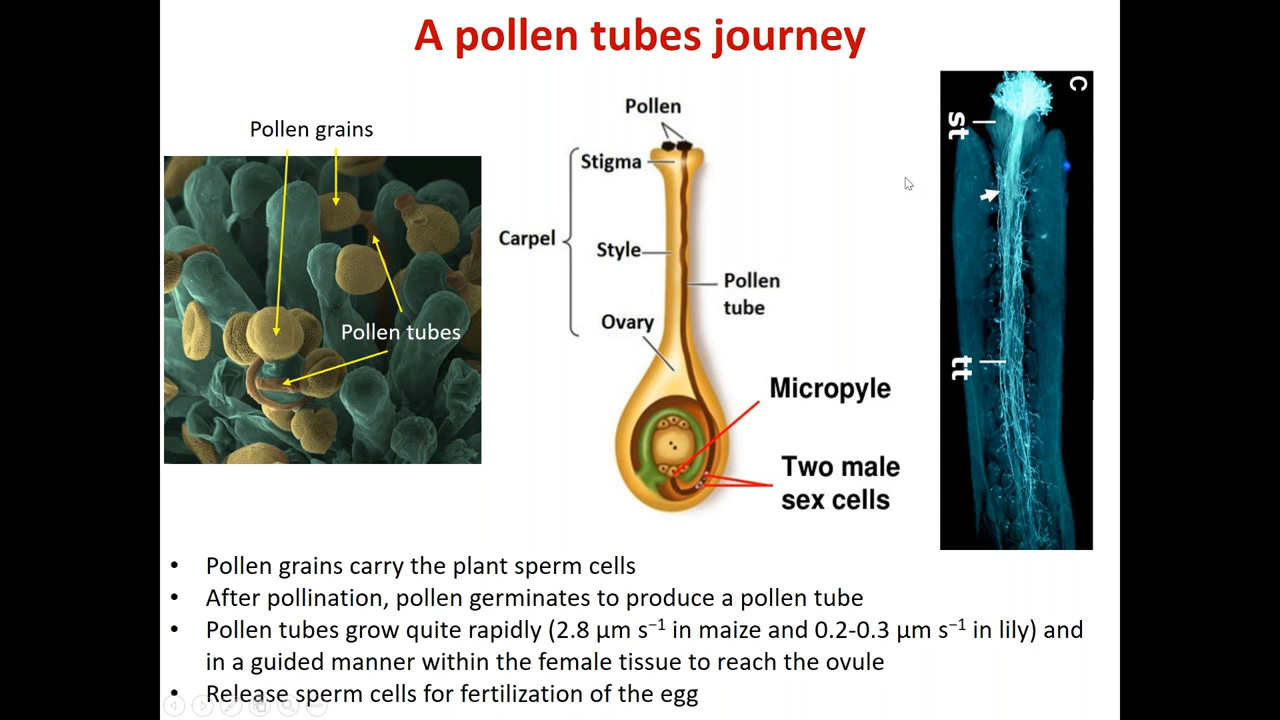 A pollen tubes journey
Pollen grains
Pollen tubes
Pollen
Stigma
Carpel
Style
Pollen
tube
Ovary
Micropyle
Two male
sex cells
C
st
tt
• Pollen grains carry the plant sperm cells
• After pollination, pollen germinates to produce a pollen tube
• Pollen tubes grow quite rapidly (2.8 µm s⁻¹ in maize and 0.2-0.3 µm s⁻¹ in lily) and
in a guided manner within the female tissue to reach the ovule
• Release sperm cells for fertilization of the egg